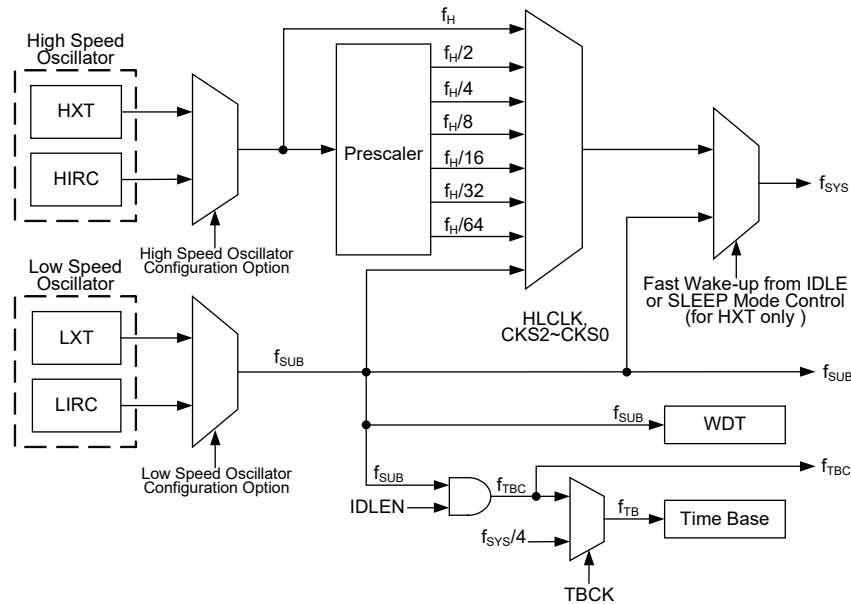 High Speed
Oscillator
HXT
HIRC
High Speed Oscillator
Configuration Option
f_H
Prescaler
f_H/2
f_H/4
f_H/8
f_H/16
f_H/32
f_H/64
HLCLK,
CKS2~CKS0
f_SYS
Fast Wake-up from IDLE
or SLEEP Mode Control
(for HXT only )
Low Speed
Oscillator
LXT
LIRC
Low Speed Oscillator
Configuration Option
f_SUB
f_SUB
f_SUB
WDT
f_SUB
IDLEN
f_TBC
f_TBC
f_SYS/4
f_TB
Time Base
TBCK